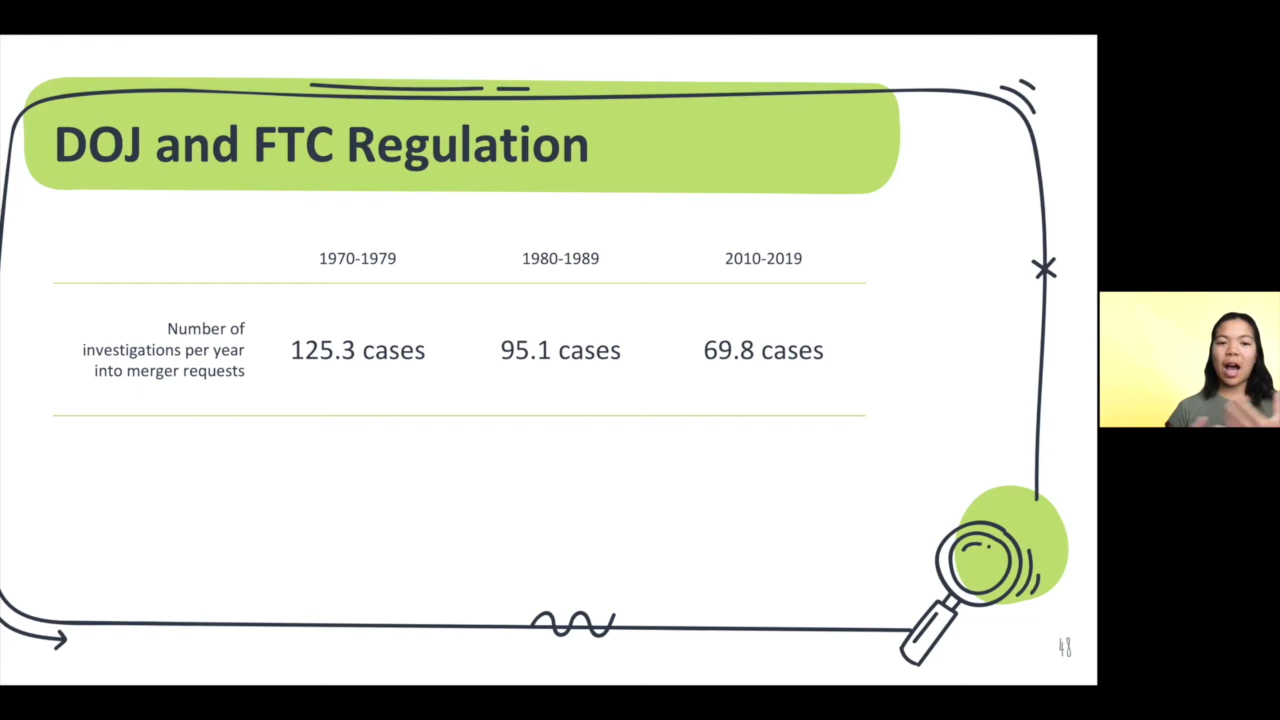 DOJ and FTC Regulation
1970-1979 1980-1989 2010-2019
Number of
investigations per year
into merger requests
125.3 cases 95.1 cases 69.8 cases
48